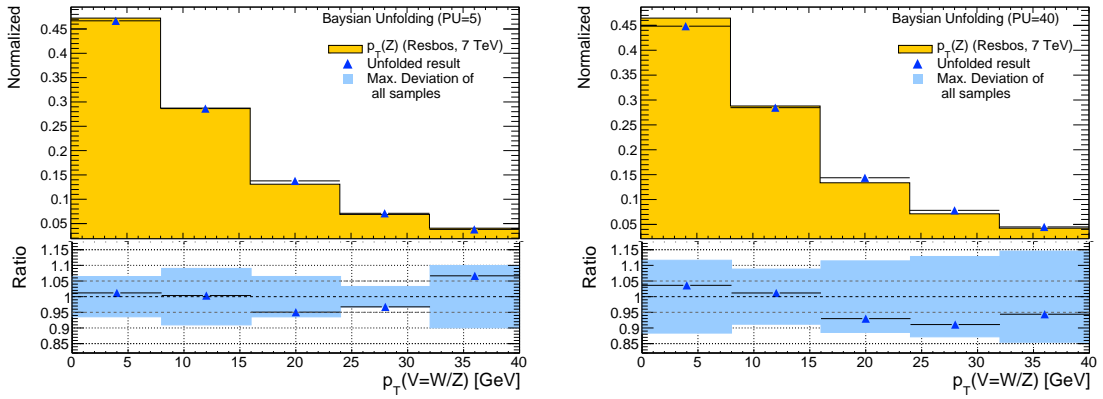 Baysian Unfolding (PU=5)
p_T(Z) (Resbos, 7 TeV)
Unfolded result
Max. Deviation of
all samples
Normalized
0.45
0.4
0.35
0.3
0.25
0.2
0.15
0.1
0.05
Ratio
1.15
1.1
1.05
1
0.95
0.9
0.85
0 5 10 15 20 25 30 35 40
p_T(V=W/Z) [GeV]
Baysian Unfolding (PU=40)
p_T(Z) (Resbos, 7 TeV)
Unfolded result
Max. Deviation of
all samples
Normalized
0.45
0.4
0.35
0.3
0.25
0.2
0.15
0.1
0.05
Ratio
1.15
1.1
1.05
1
0.95
0.9
0.85
0 5 10 15 20 25 30 35 40
p_T(V=W/Z) [GeV]